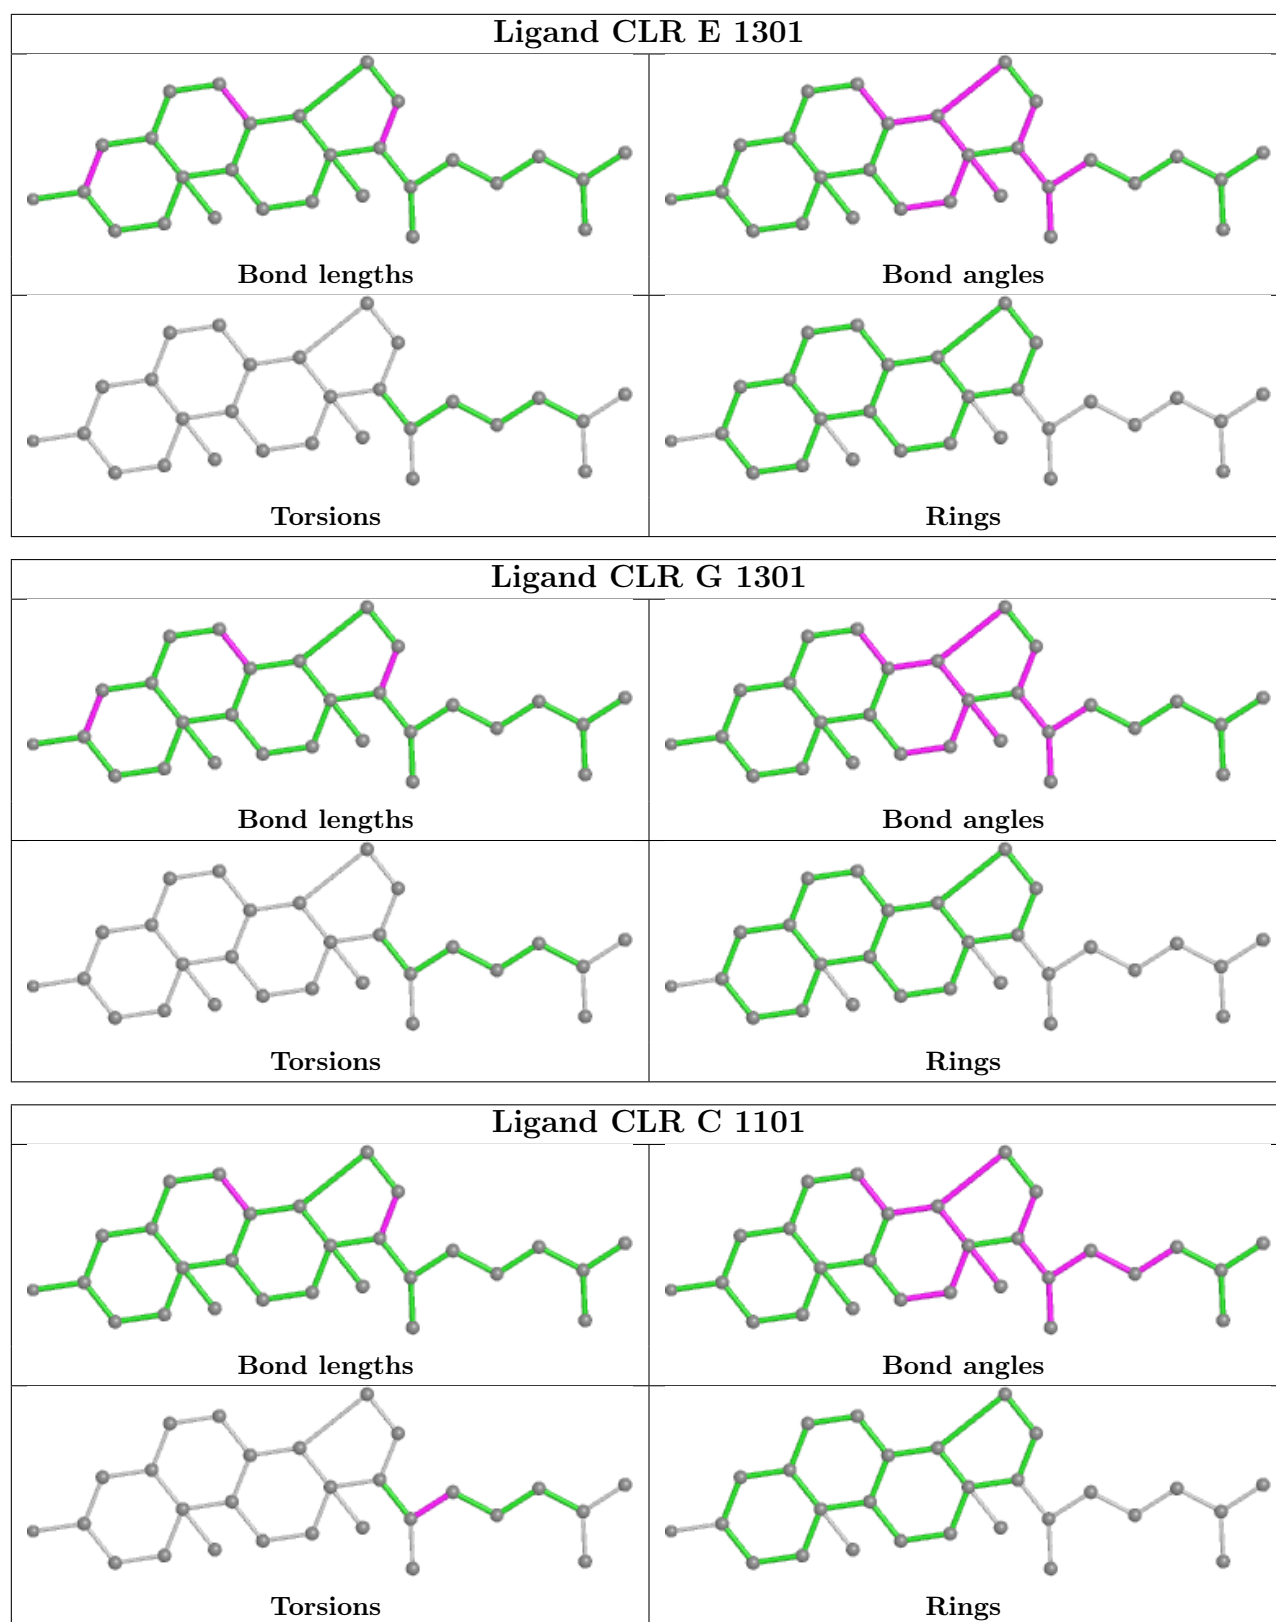 Ligand CLR E 1301
Bond lengths
Bond angles
Torsions
Rings
Ligand CLR G 1301
Bond lengths
Bond angles
Torsions
Rings
Ligand CLR C 1101
Bond lengths
Bond angles
Torsions
Rings